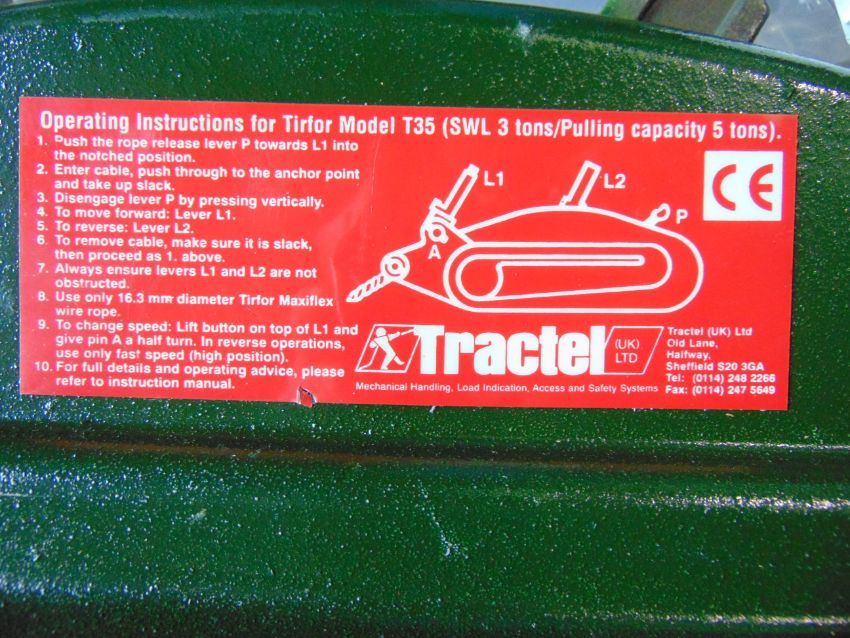 Operating Instructions for Tirfor Model T35 (SWL 3 tons/Pulling capacity 5 tons).
1. Push the rope release lever P towards L1 into
the notched position.
2. Enter cable, push through to the anchor point
and take up slack.
3. Disengage lever P by pressing vertically.
4. To move forward: Lever L1.
5. To reverse: Lever L2.
6. To remove cable, make sure it is slack,
then proceed as 1. above.
7. Always ensure levers L1 and L2 are not
obstructed.
8. Use only 16.3 mm diameter Tirfor Maxiflex
wire rope.
9. To change speed: Lift button on top of L1 and
give pin A a half turn. In reverse operations,
use only fast speed (high position).
10. For full details and operating advice, please
refer to instruction manual.
L1
L2
P
A
CE
Tractel
(UK)
LTD
Tractel (UK) Ltd
Old Lane,
Halfway,
Sheffield S20 3GA
Tel: (0114) 248 2266
Fax: (0114) 247 5649
Mechanical Handling, Load Indication, Access and Safety Systems